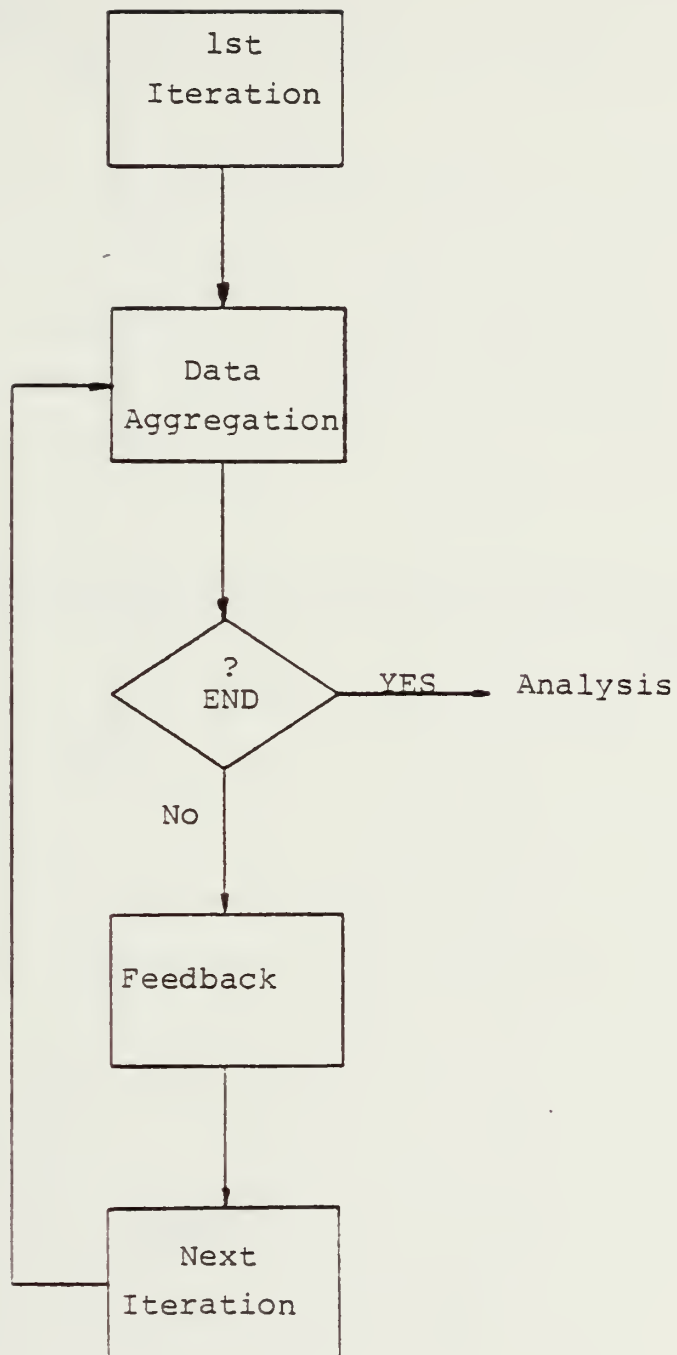 1st
Iteration
Data
Aggregation
?
END
YES
Analysis
No
Feedback
Next
Iteration